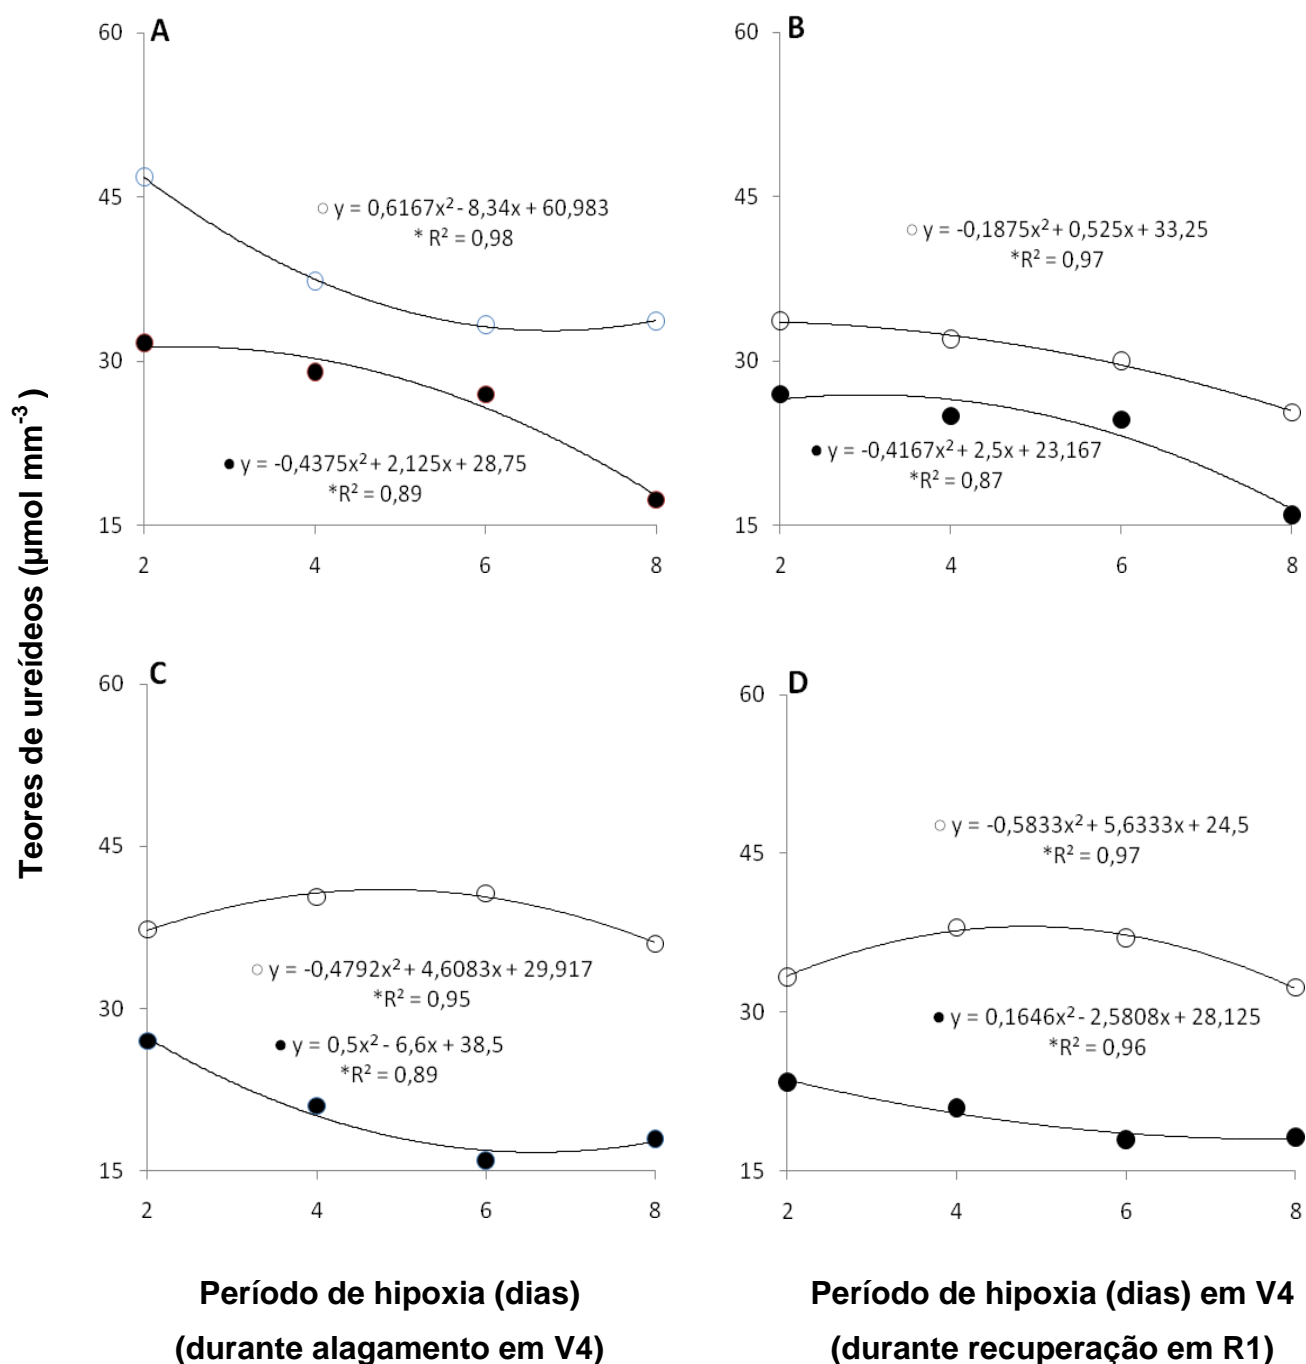 Teores de ureídeos (µmol mm⁻³)
A
60
45
30
15
2 4 6 8
○ y = 0,6167x² - 8,34x + 60,983
* R² = 0,98
● y = -0,4375x² + 2,125x + 28,75
*R² = 0,89
B
60
45
30
15
2 4 6 8
○ y = -0,1875x² + 0,525x + 33,25
*R² = 0,97
● y = -0,4167x² + 2,5x + 23,167
*R² = 0,87
C
60
45
30
15
2 4 6 8
○ y = -0,4792x² + 4,6083x + 29,917
*R² = 0,95
● y = 0,5x² - 6,6x + 38,5
*R² = 0,89
D
60
45
30
15
2 4 6 8
○ y = -0,5833x² + 5,6333x + 24,5
*R² = 0,97
● y = 0,1646x² - 2,5808x + 28,125
*R² = 0,96
Período de hipoxia (dias)
(durante alagamento em V4)
Período de hipoxia (dias) em V4
(durante recuperação em R1)